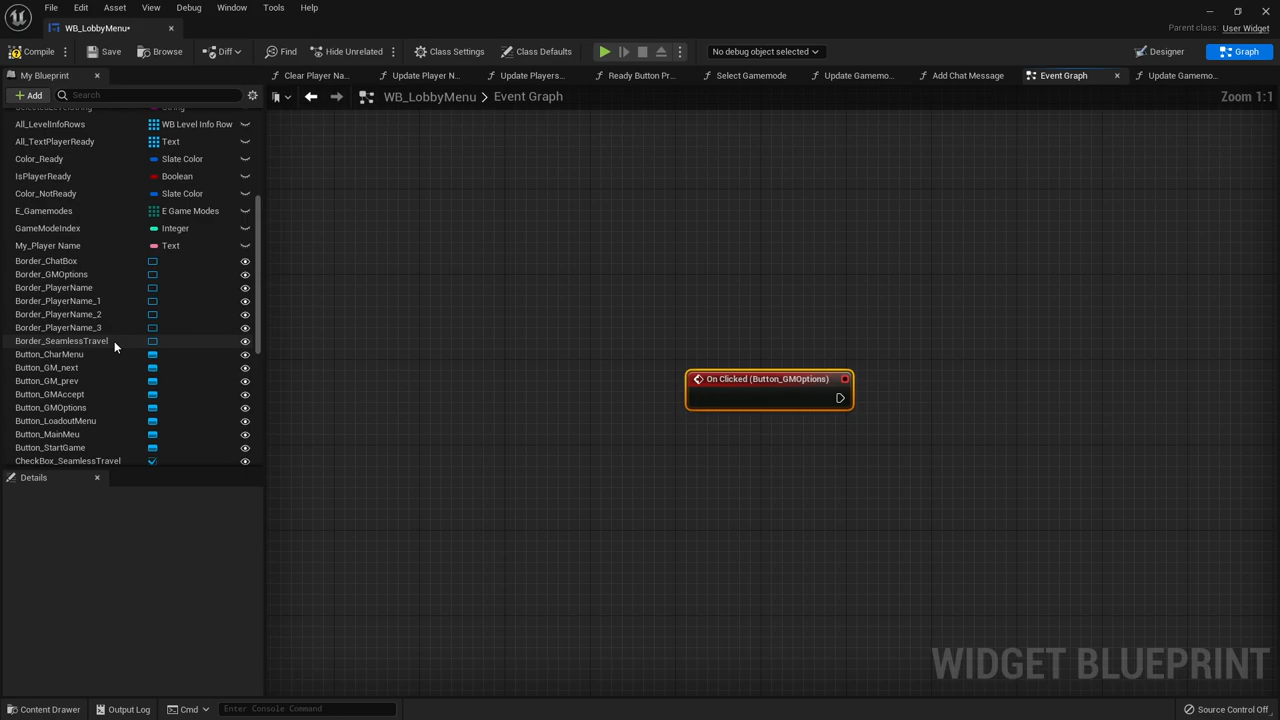 File Edit Asset View Debug Window Tools Help
WB_LobbyMenu•
Parent class: User Widget
Compile Save Browse Diff Find Hide Unrelated Class Settings Class Defaults No debug object selected Designer Graph
My Blueprint Clear Player Na... Update Player N... Update Players... Ready Button Pr... Select Gamemode Update Gamemo... Add Chat Message Event Graph Update Gamemo...
Add Search WB_LobbyMenu > Event Graph Zoom 1:1
String
All_LevelInfoRows WB Level Info Row
All_TextPlayerReady Text
Color_Ready Slate Color
IsPlayerReady Boolean
Color_NotReady Slate Color
E_Gamemodes E Game Modes
GameModeIndex Integer
My_Player Name Text
Border_ChatBox
Border_GMOptions
Border_PlayerName
Border_PlayerName_1
Border_PlayerName_2
Border_PlayerName_3
Border_SeamlessTravel
Button_CharMenu
Button_GM_next
Button_GM_prev
Button_GMAccept
Button_GMOptions
Button_LoadoutMenu
Button_MainMeu
Button_StartGame
CheckBox_SeamlessTravel
Details
On Clicked (Button_GMOptions)
WIDGET BLUEPRINT
Content Drawer Output Log Cmd Enter Console Command Source Control Off